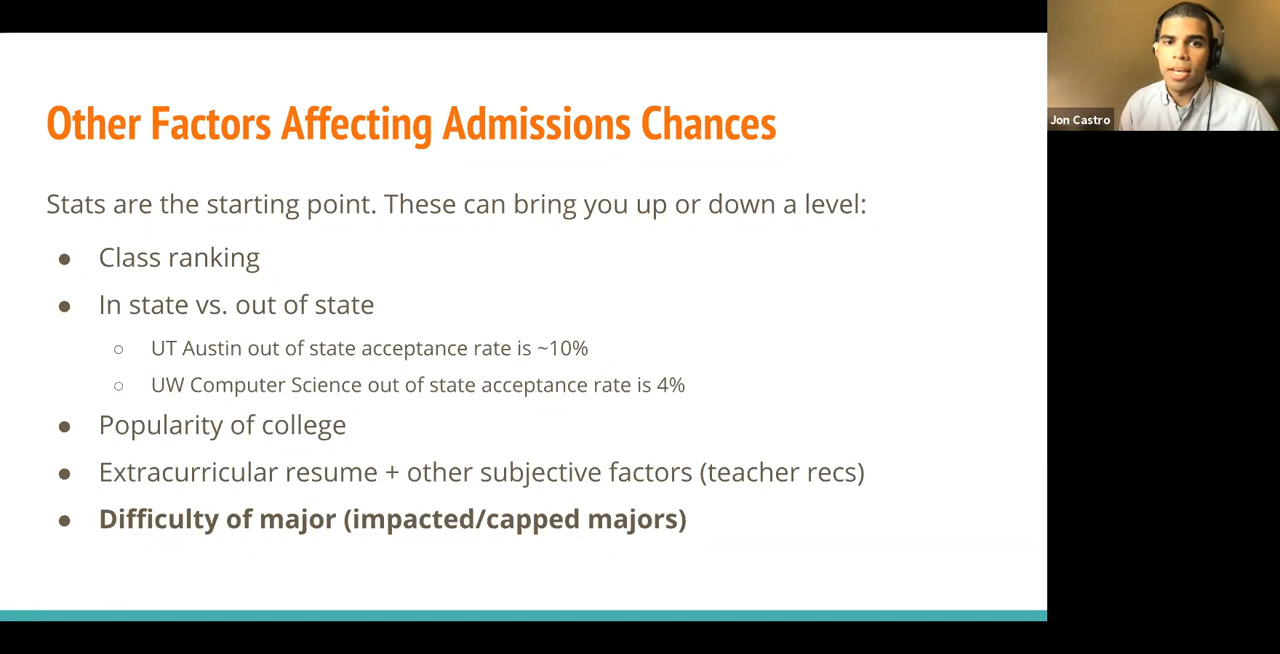 Other Factors Affecting Admissions Chances
Stats are the starting point. These can bring you up or down a level:
● Class ranking
● In state vs. out of state
○ UT Austin out of state acceptance rate is ~10%
○ UW Computer Science out of state acceptance rate is 4%
● Popularity of college
● Extracurricular resume + other subjective factors (teacher recs)
● Difficulty of major (impacted/capped majors)
Jon Castro